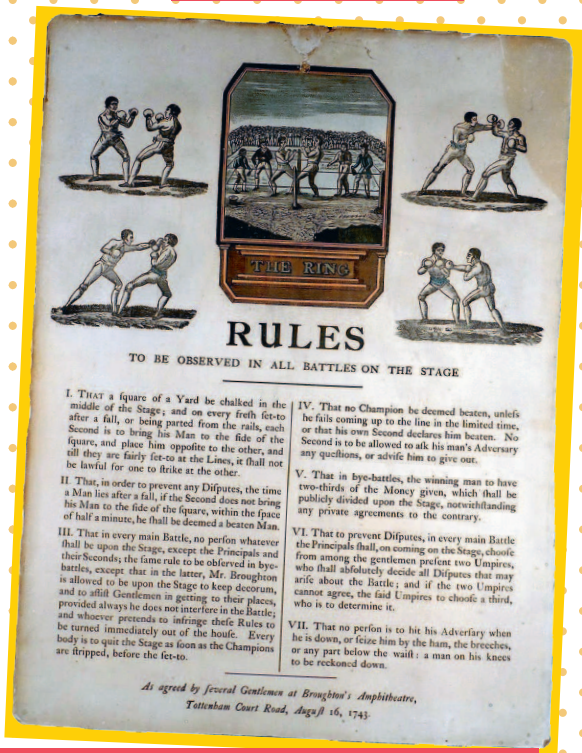 THE RING
RULES
TO BE OBSERVED IN ALL BATTLES ON THE STAGE
I. THAT a ſquare of a Yard be chalked in the
middle of the Stage; and on every freſh ſet-to
after a fall, or being parted from the rails, each
Second is to bring his Man to the ſide of the
ſquare, and place him oppoſite to the other, and
till they are fairly ſet-to at the Lines, it ſhall not
be lawful for one to ſtrike at the other.
II. That, in order to prevent any Diſputes, the time
a Man lies after a fall, if the Second does not bring
his Man to the ſide of the ſquare, within the ſpace
of half a minute, he ſhall be deemed a beaten Man.
III. That in every main Battle, no perſon whatever
ſhall be upon the Stage, except the Principals and
their Seconds; the ſame rule to be obſerved in bye-
battles, except that in the latter, Mr. Broughton
is allowed to be upon the Stage to keep decorum,
and to aſſiſt Gentlemen in getting to their places,
provided always he does not interfere in the Battle;
and whoever pretends to infringe theſe Rules to
be turned immediately out of the houſe. Every
body is to quit the Stage as ſoon as the Champions
are ſtripped, before the ſet-to.
IV. That no Champion be deemed beaten, unleſs
he fails coming up to the line in the limited time,
or that his own Second declares him beaten. No
Second is to be allowed to aſk his man's Adverſary
any queſtions, or adviſe him to give out.
V. That in bye-battles, the winning man to have
two-thirds of the Money given, which ſhall be
publicly divided upon the Stage, notwithſtanding
any private agreements to the contrary.
VI. That to prevent Diſputes, in every main Battle
the Principals ſhall, on coming on the Stage, chooſe
from among the gentlemen preſent two Umpires,
who ſhall abſolutely decide all Diſputes that may
ariſe about the Battle; and if the two Umpires
cannot agree, the ſaid Umpires to chooſe a third,
who is to determine it.
VII. That no perſon is to hit his Adverſary when
he is down, or ſeize him by the ham, the breeches,
or any part below the waiſt: a man on his knees
to be reckoned down.
As agreed by ſeveral Gentlemen at Broughton's Amphitheatre,
Tottenham Court Road, Auguſt 16, 1743.